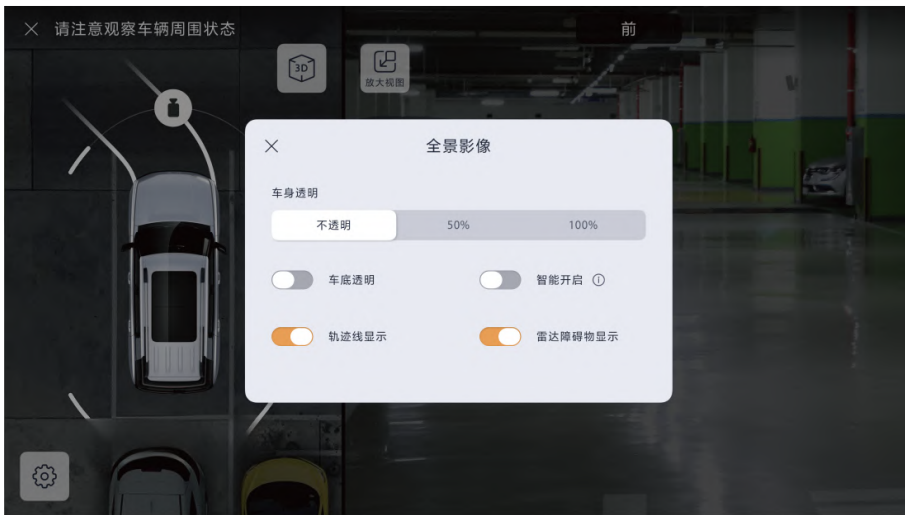 请注意观察车辆周围状态
前
3D
放大视图
全景影像
车身透明
不透明 50% 100%
车底透明 智能开启
轨迹线显示 雷达障碍物显示